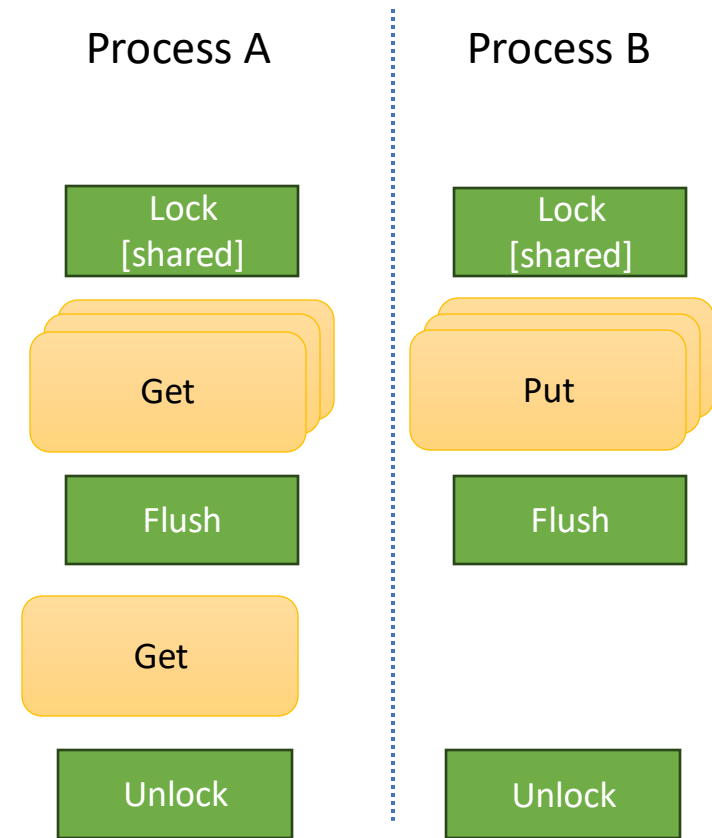 Process A
Process B
Lock
[shared]
Lock
[shared]
Get
Put
Flush
Flush
Get
Unlock
Unlock